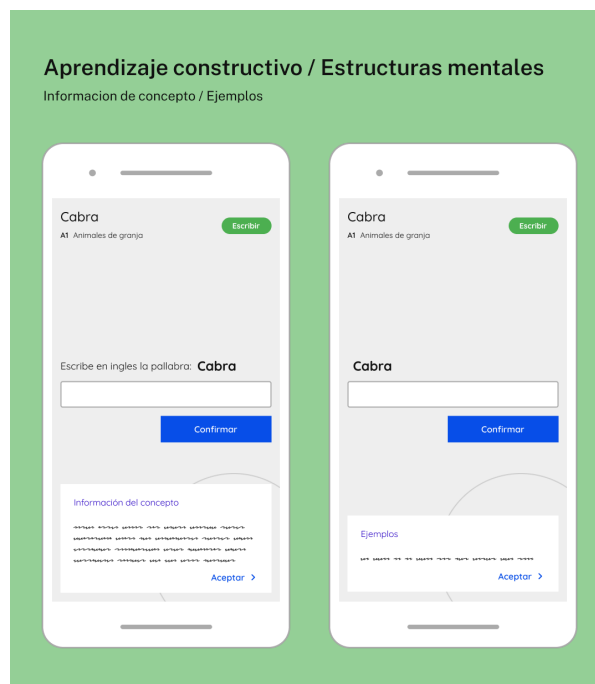 Aprendizaje constructivo / Estructuras mentales
Informacion de concepto / Ejemplos
Cabra
A1 Animales de granja
Escribir
Escribe en ingles la pallabra: Cabra
Confirmar
Información del concepto
Aceptar
Cabra
A1 Animales de granja
Escribir
Cabra
Confirmar
Ejemplos
Aceptar